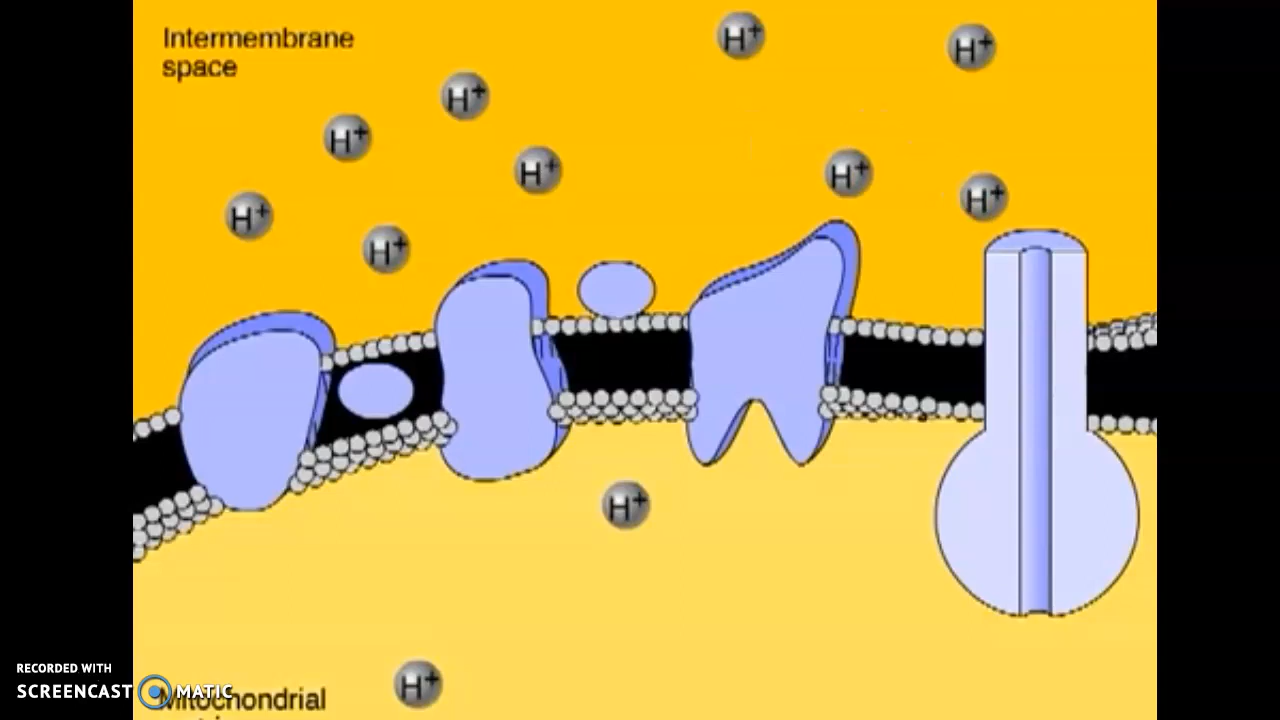 Intermembrane
space
H+
H+
H+
H+
H+
H+
H+
H+
H+
H+
H+
RECORDED WITH
SCREENCAST MATIC
Mitochondrial